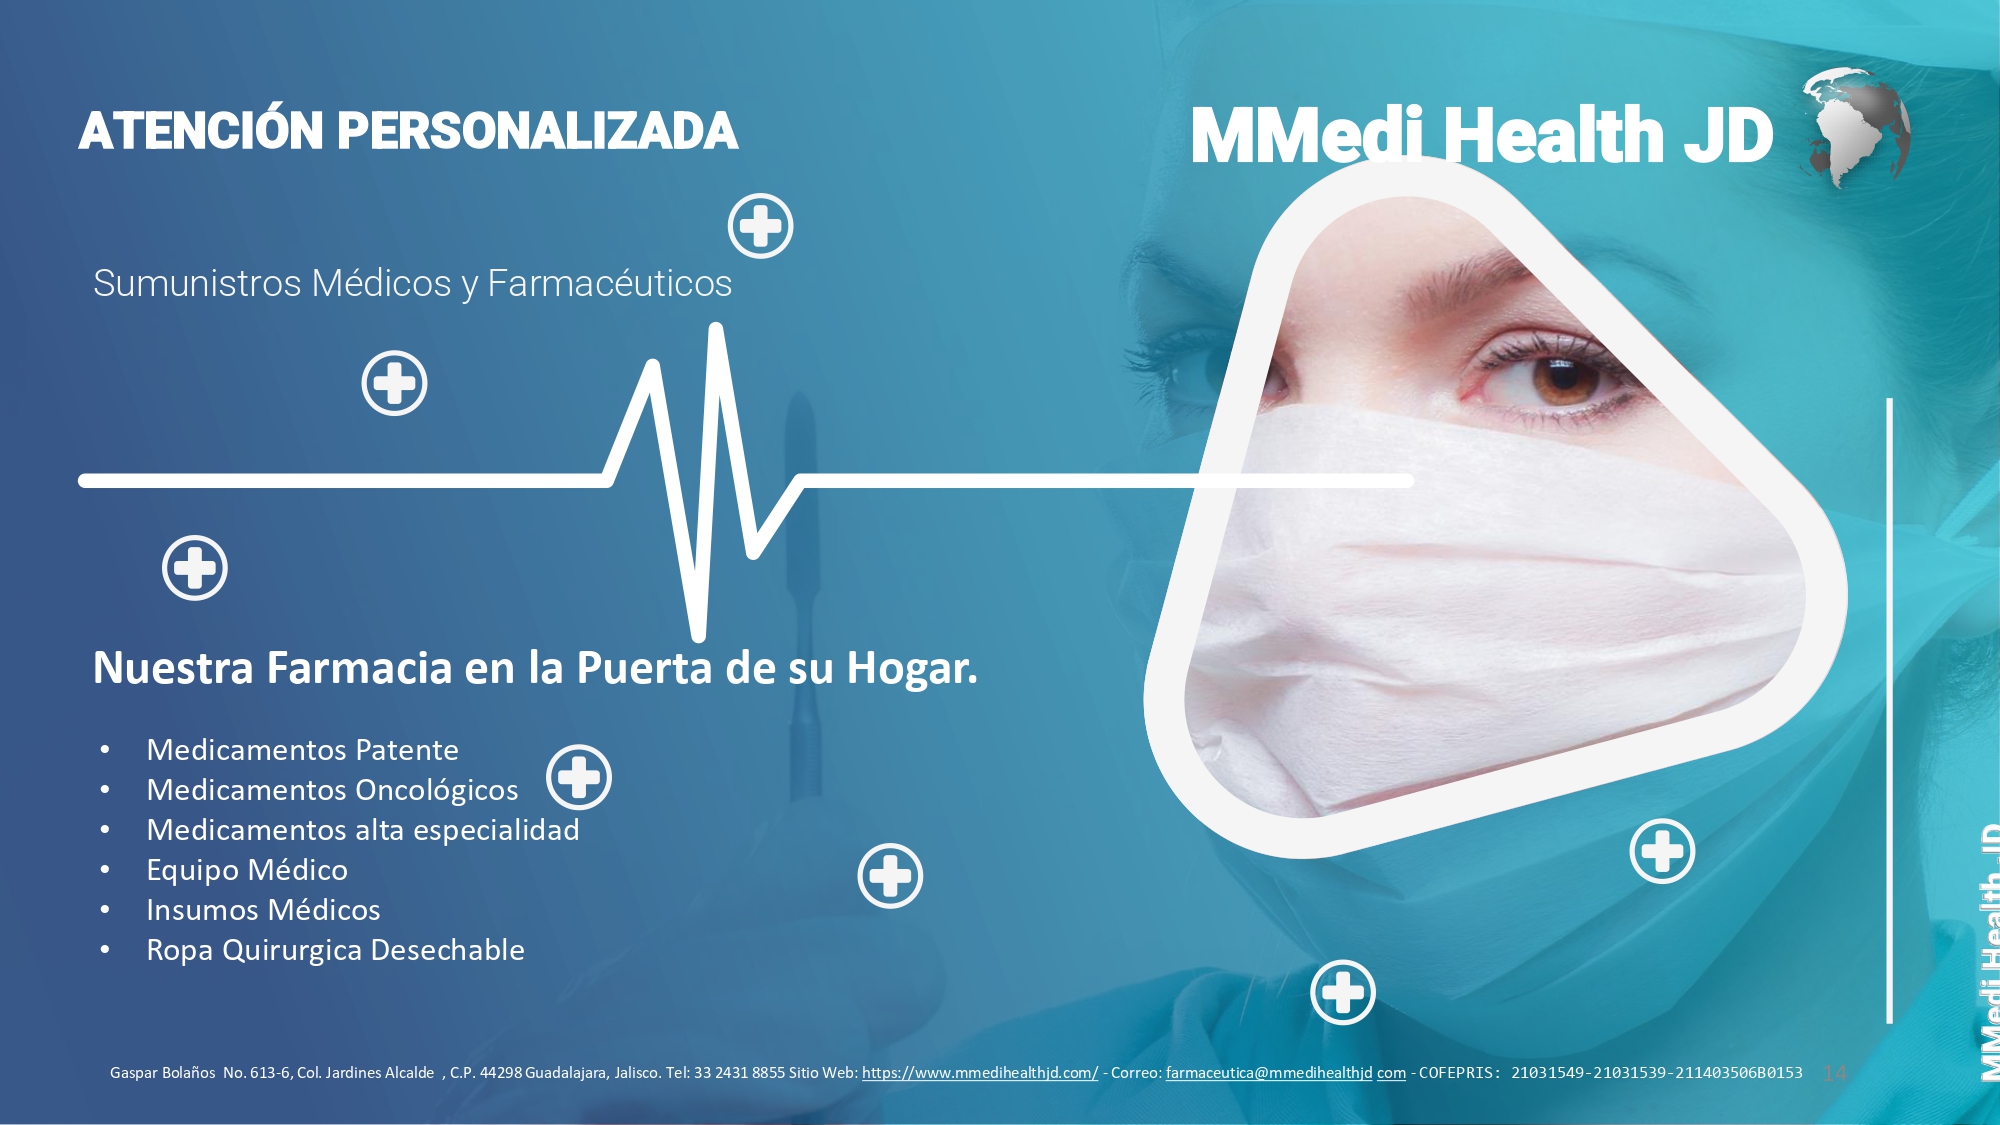 ATENCIÓN PERSONALIZADA
MMedi Health JD
Sumunistros Médicos y Farmacéuticos
Nuestra Farmacia en la Puerta de su Hogar.
• Medicamentos Patente
• Medicamentos Oncológicos
• Medicamentos alta especialidad
• Equipo Médico
• Insumos Médicos
• Ropa Quirurgica Desechable
MMedi Health JD
Gaspar Bolaños No. 613-6, Col. Jardines Alcalde , C.P. 44298 Guadalajara, Jalisco. Tel: 33 2431 8855 Sitio Web: https://www.mmedihealthjd.com/ - Correo: farmaceutica@mmedihealthjd com - COFEPRIS: 21031549-21031539-211403506B0153
14